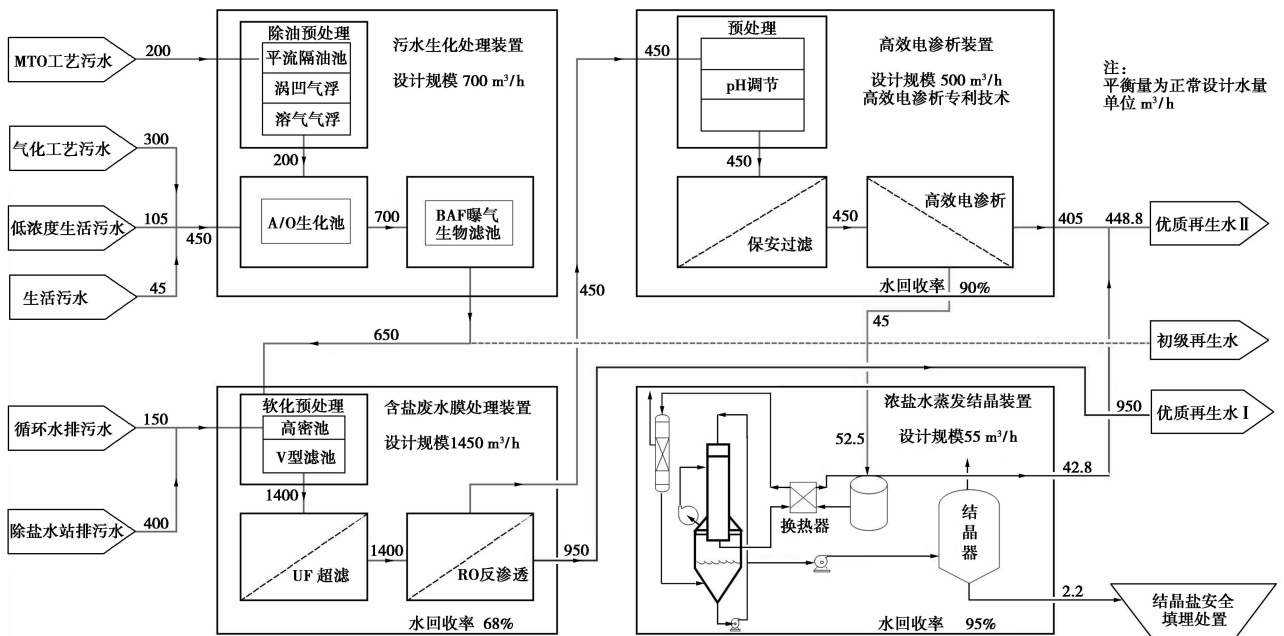 MTO工艺污水
200
气化工艺污水
300
低浓度生活污水
105
450
生活污水
45
除油预处理
平流隔油池
涡凹气浮
溶气气浮
200
污水生化处理装置
设计规模 700 m³/h
A/O生化池
700
BAF曝气
生物滤池
650
450
450
预处理
pH调节
450
高效电渗析装置
设计规模 500 m³/h
高效电渗析专利技术
保安过滤
450
高效电渗析
水回收率 90%
45
405
448.8
注：
平衡量为正常设计水量
单位 m³/h
优质再生水Ⅱ
初级再生水
优质再生水Ⅰ
950
循环水排污水
150
除盐水站排污水
400
软化预处理
高密池
V型滤池
1400
含盐废水膜处理装置
设计规模1450 m³/h
UF 超滤
1400
RO反渗透
950
水回收率 68%
浓盐水蒸发结晶装置
设计规模55 m³/h
52.5
换热器
结
晶
器
42.8
2.2
水回收率 95%
结晶盐安全
填埋处置